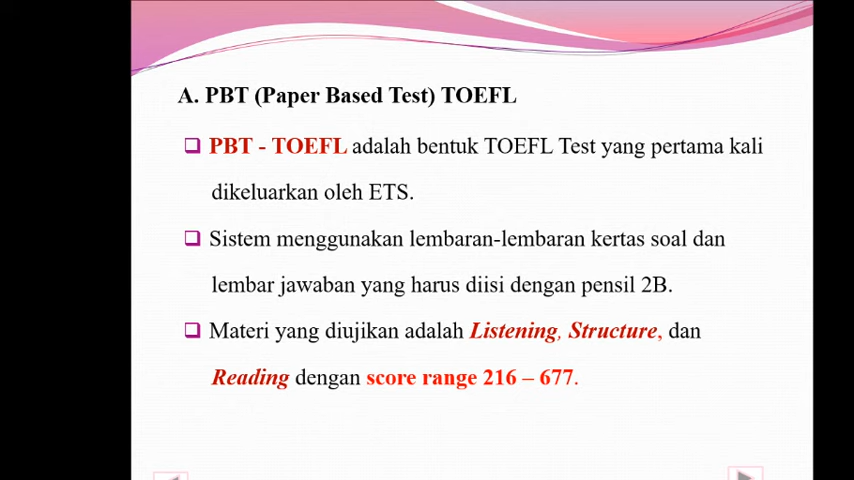 A. PBT (Paper Based Test) TOEFL
PBT - TOEFL adalah bentuk TOEFL Test yang pertama kali
dikeluarkan oleh ETS.
Sistem menggunakan lembaran-lembaran kertas soal dan
lembar jawaban yang harus diisi dengan pensil 2B.
Materi yang diujikan adalah Listening, Structure, dan
Reading dengan score range 216 – 677.